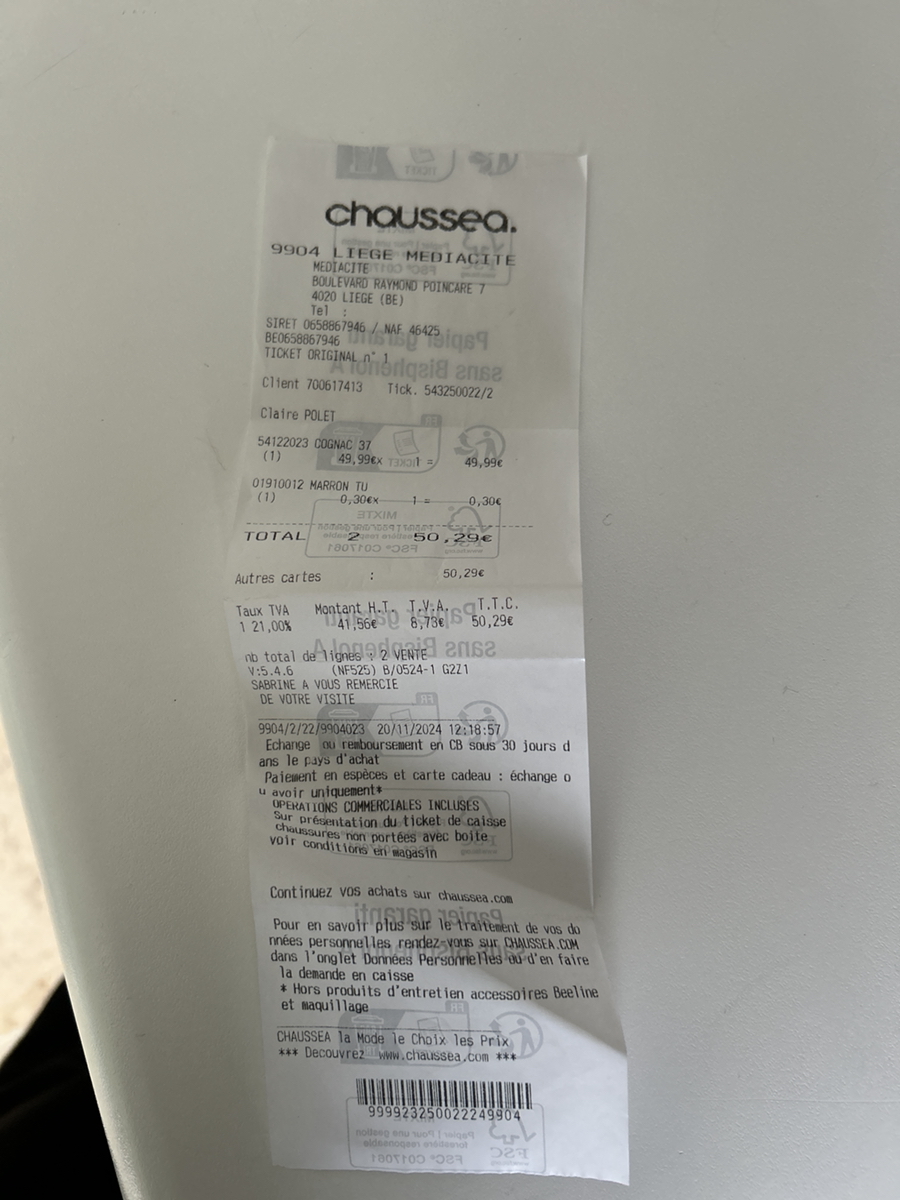 chaussea.
9904 LIEGE MEDIACITE
MEDIACITE
BOULEVARD RAYMOND POINCARE 7
4020 LIEGE (BE)
Tel :
SIRET 0658867946 / NAF 46425
BE0658867946
TICKET ORIGINAL n° 1
Client 700617413 Tick. 543250022/2
Claire POLET
54122023 COGNAC 37
(1) 49,99€x 1 = 49,99€
01910012 MARRON TU
(1) 0,30€x 1 = 0,30€
TOTAL 2 50,29€
Autres cartes : 50,29€
Taux TVA Montant H.T. T.V.A. T.T.C.
1 21,00% 41,56€ 8,73€ 50,29€
nb total de lignes : 2 VENTE
V:5.4.6 (NF525) B/0524-1 G2Z1
SABRINE A VOUS REMERCIE
DE VOTRE VISITE
9904/2/22/9904023 20/11/2024 12:18:57
Echange ou remboursement en CB sous 30 jours d
ans le pays d'achat
Paiement en espèces et carte cadeau : échange o
u avoir uniquement*
OPERATIONS COMMERCIALES INCLUSES
Sur présentation du ticket de caisse
chaussures non portées avec boite
voir conditions en magasin
Continuez vos achats sur chaussea.com
Pour en savoir plus sur le traitement de vos do
nnées personnelles rendez-vous sur CHAUSSEA.COM
dans l'onglet Données Personnelles ou d'en faire
la demande en caisse
* Hors produits d'entretien accessoires Beeline
et maquillage
CHAUSSEA la Mode le Choix les Prix
*** Decouvrez www.chaussea.com ***
999923250022249904